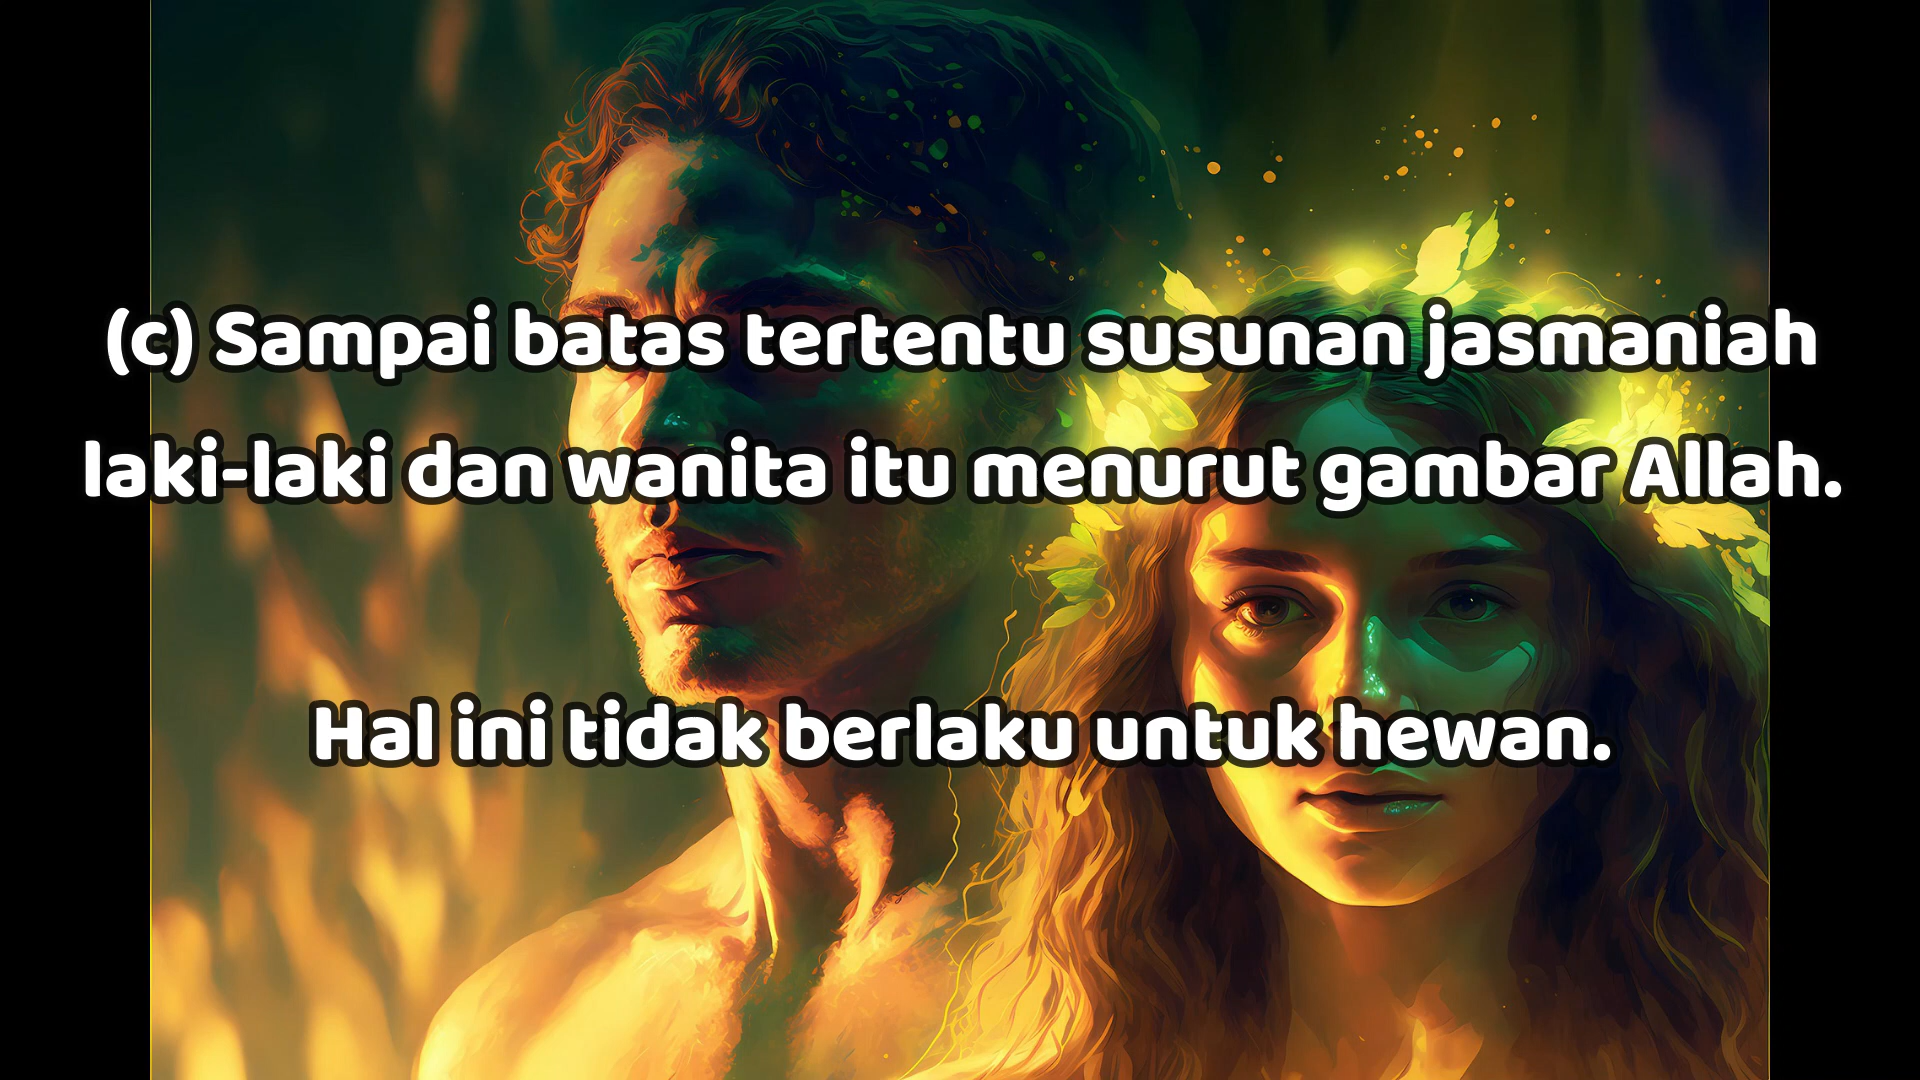 (c) Sampai batas tertentu susunan jasmaniah
laki-laki dan wanita itu menurut gambar Allah.
Hal ini tidak berlaku untuk hewan.